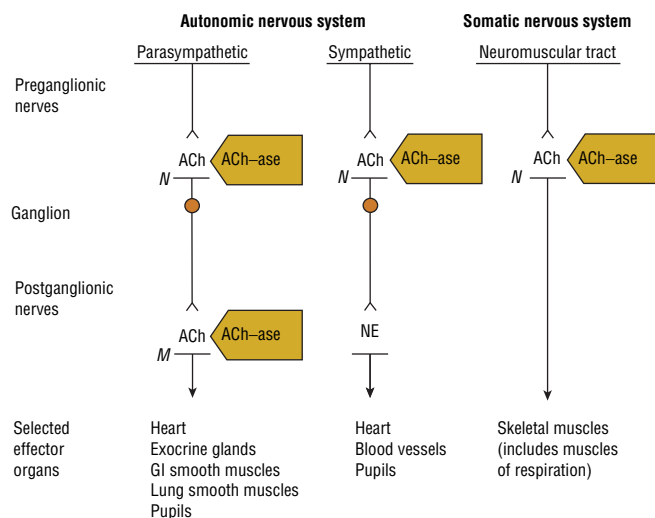 Autonomic nervous system
Somatic nervous system
Parasympathetic
Sympathetic
Neuromuscular tract
Preganglionic
nerves
ACh
ACh–ase
N
ACh
ACh–ase
N
ACh
ACh–ase
N
Ganglion
Postganglionic
nerves
ACh
ACh–ase
M
NE
Selected
effector
organs
Heart
Exocrine glands
GI smooth muscles
Lung smooth muscles
Pupils
Heart
Blood vessels
Pupils
Skeletal muscles
(includes muscles
of respiration)